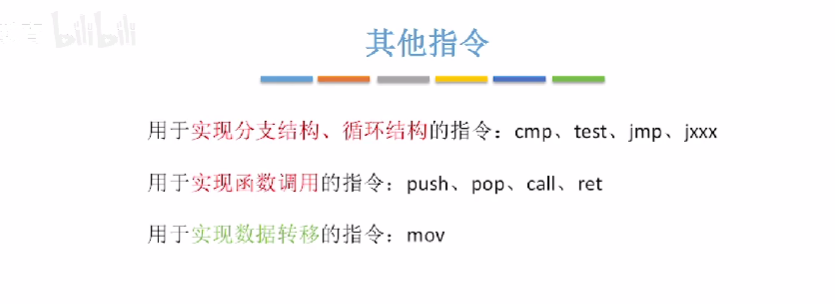 bilibili
其他指令
用于实现分支结构、循环结构的指令：cmp、test、jmp、jxxx
用于实现函数调用的指令：push、pop、call、ret
用于实现数据转移的指令：mov